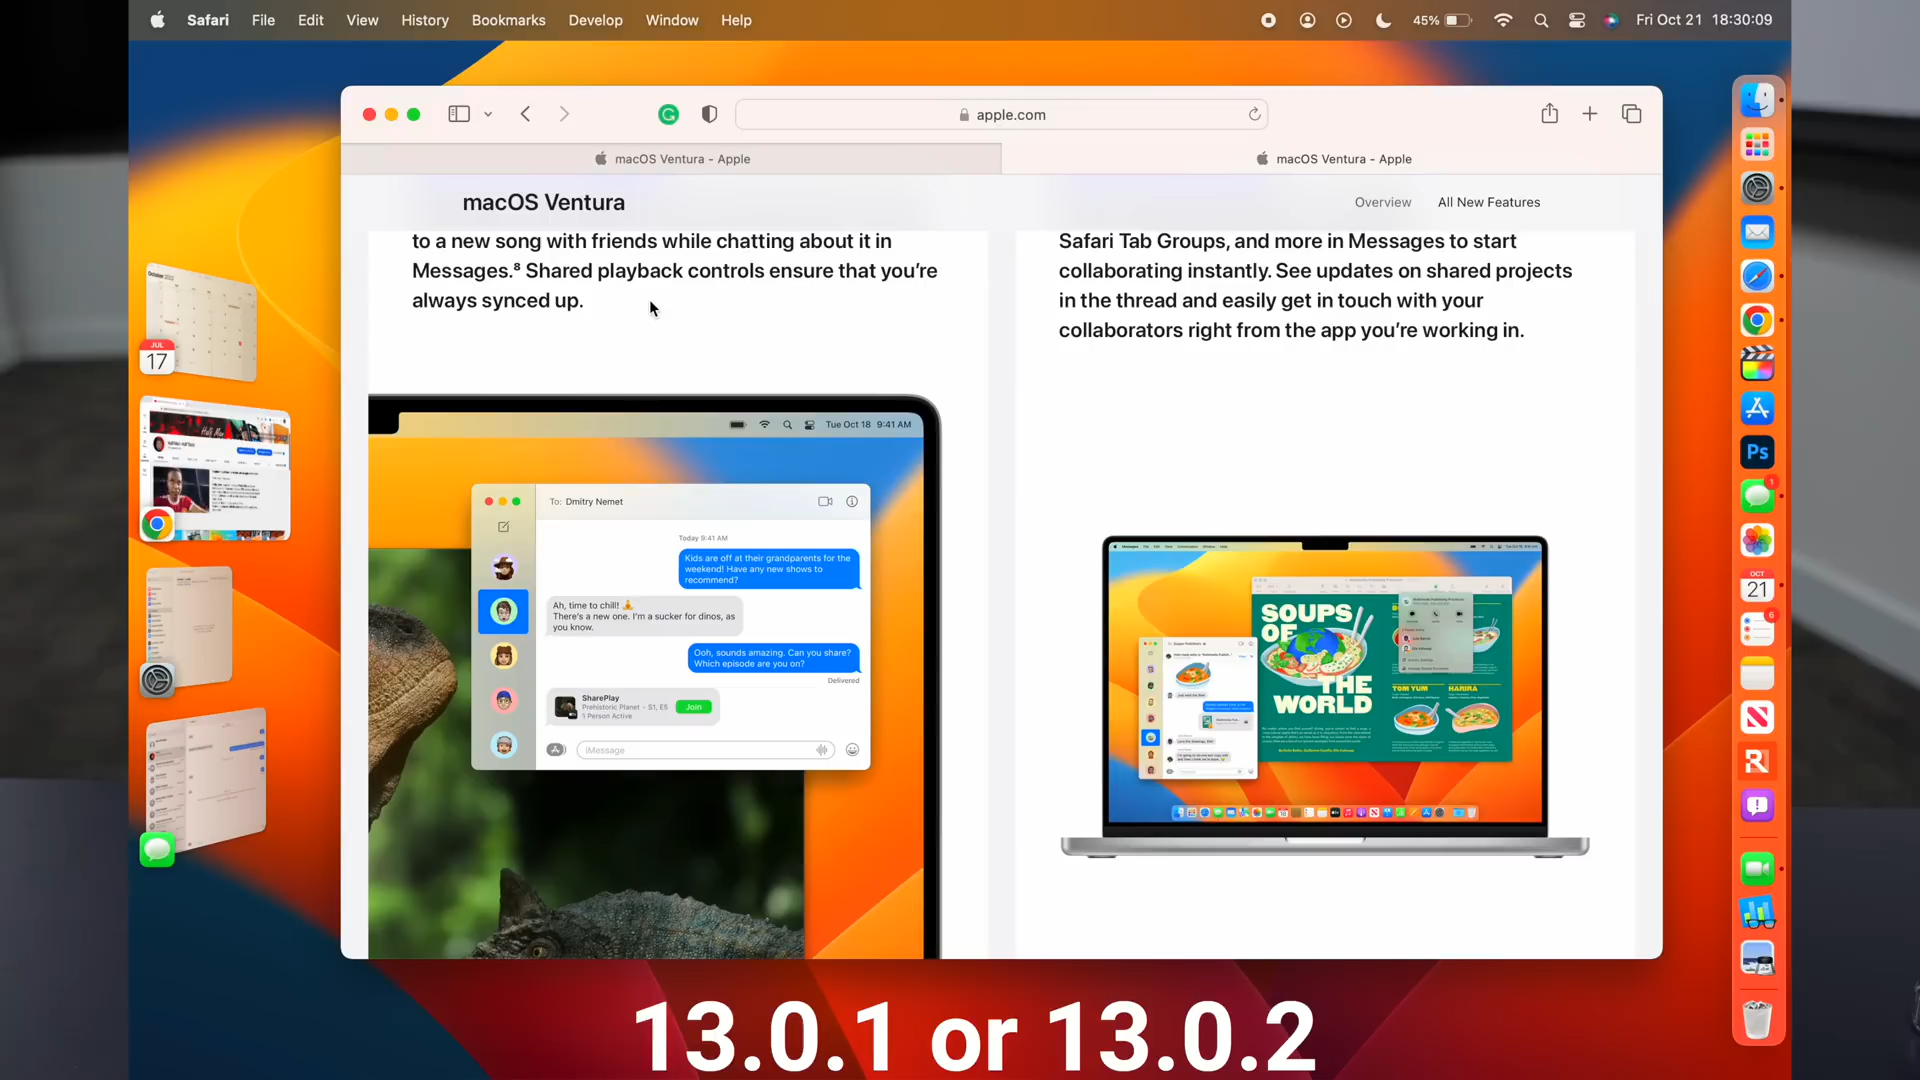 Safari File Edit View History Bookmarks Develop Window Help
45%
Fri Oct 21 18:30:09
apple.com
macOS Ventura - Apple
macOS Ventura - Apple
macOS Ventura
Overview
All New Features
to a new song with friends while chatting about it in
Messages.⁸ Shared playback controls ensure that you’re
always synced up.
Safari Tab Groups, and more in Messages to start
collaborating instantly. See updates on shared projects
in the thread and easily get in touch with your
collaborators right from the app you’re working in.
JUL
17
Tue Oct 18 9:41 AM
To: Dmitry Nemet
Today 9:41 AM
Kids are off at their grandparents for the
weekend! Have any new shows to
recommend?
Ah, time to chill!
There's a new one. I'm a sucker for dinos, as
you know.
Ooh, sounds amazing. Can you share?
Which episode are you on?
Delivered
SharePlay
Prehistoric Planet - S1, E5
1 Person Active
Join
iMessage
SOUPS
OF
THE
WORLD
TOM YUM
HARIRA
Ps
1
OCT
21
6
13.0.1 or 13.0.2